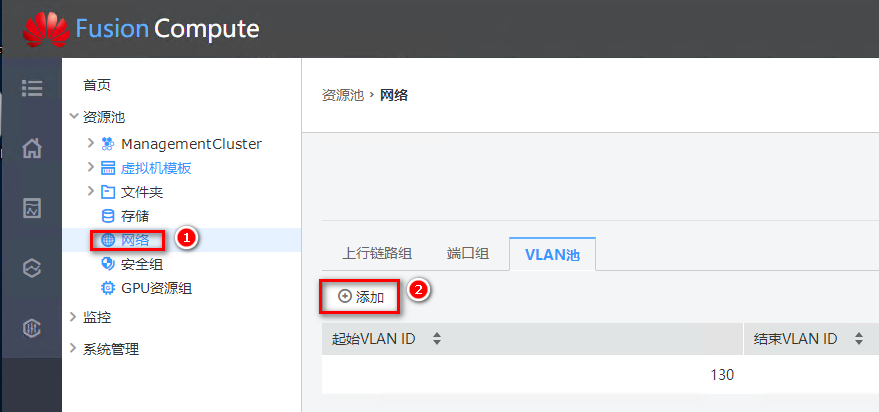 Fusion Compute
首页
资源池
ManagementCluster
虚拟机模板
文件夹
存储
网络
1
安全组
GPU资源组
监控
系统管理
资源池 › 网络
上行链路组 端口组 VLAN池
添加
2
起始VLAN ID 结束VLAN ID
130